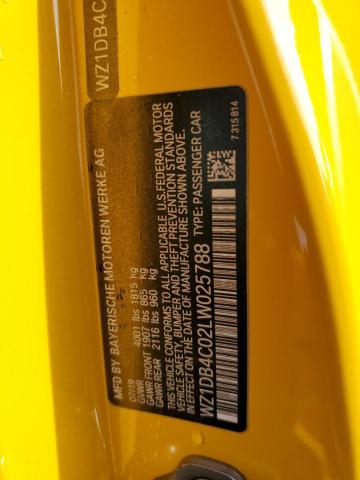 WZ1DB4C
MFD BY BAYERISCHE MOTOREN WERKE AG
07/19
GVWR 4001 lbs 1815 kg
GAWR FRONT 1907 lbs 865 kg
GAWR REAR 2116 lbs 960 kg
THIS VEHICLE CONFORMS TO ALL APPLICABLE U.S. FEDERAL MOTOR
VEHICLE SAFETY, BUMPER AND THEFT PREVENTION STANDARDS
IN EFFECT ON THE DATE OF MANUFACTURE SHOWN ABOVE.
WZ1DB4C02LW025788 TYPE: PASSENGER CAR
7315814